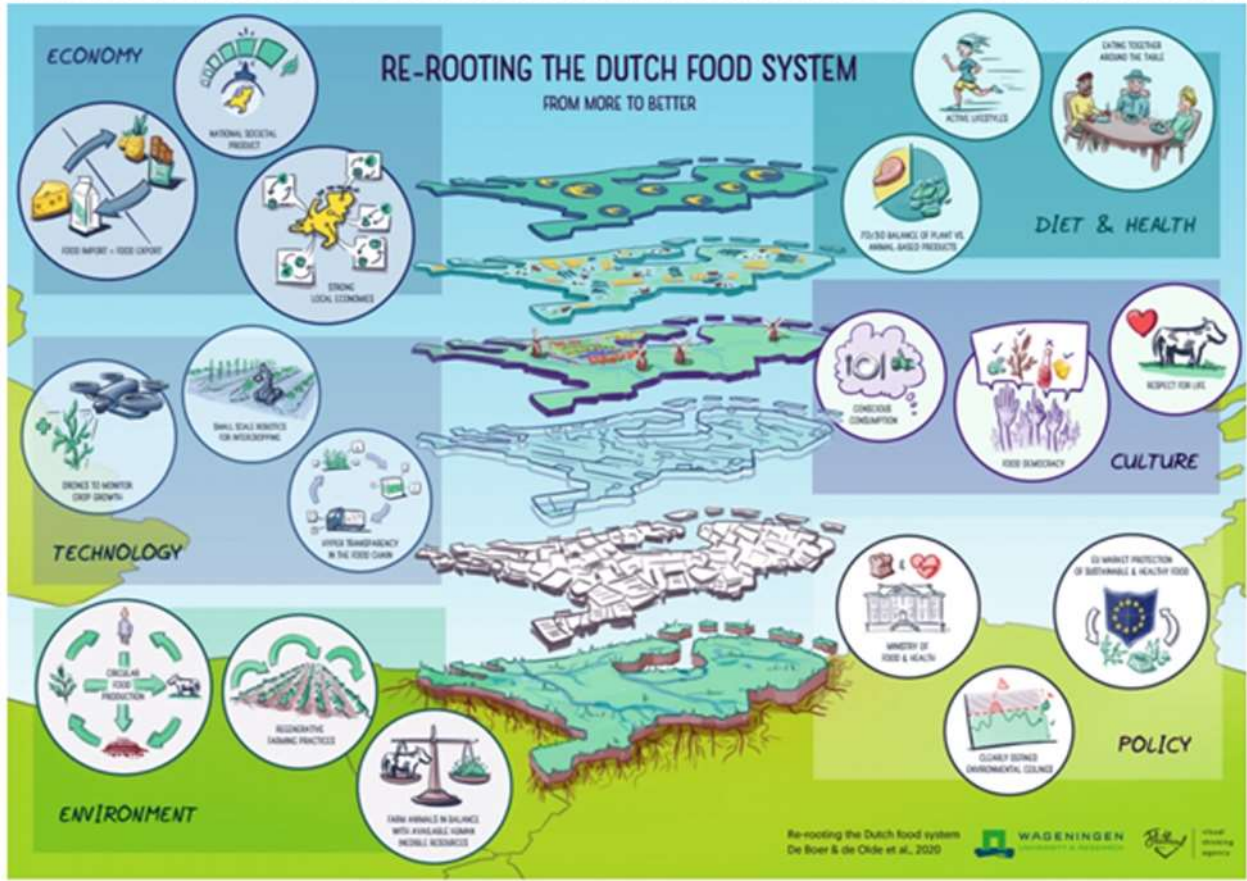 RE-ROOTING THE DUTCH FOOD SYSTEM
FROM MORE TO BETTER
ECONOMY
NATIONAL SOCIETAL
PRODUCT
FOOD IMPORT = FOOD EXPORT
STRONG
LOCAL ECONOMIES
ACTIVE LIFESTYLES
EATING TOGETHER
AROUND THE TABLE
70/30 BALANCE OF PLANT VS.
ANIMAL-BASED PRODUCTS
DIET & HEALTH
TECHNOLOGY
DRONES TO MONITOR
CROP GROWTH
SMALL SCALE ROBOTICS
FOR INTERCROPPING
HYPER TRANSPARENCY
IN THE FOOD CHAIN
CONSCIOUS
CONSUMPTION
FOOD DEMOCRACY
RESPECT FOR LIFE
CULTURE
ENVIRONMENT
CIRCULAR
FOOD
PRODUCTION
REGENERATIVE
FARMING PRACTICES
FARM ANIMALS IN BALANCE
WITH AVAILABLE HUMAN
INEDIBLE RESOURCES
&
MINISTRY OF
FOOD & HEALTH
EU MARKET PROTECTION
OF SUSTAINABLE & HEALTHY FOOD
CLEARLY DEFINED
ENVIRONMENTAL CEILINGS
POLICY
Re-rooting the Dutch food system
De Boer & de Olde et al., 2020
WAGENINGEN
UNIVERSITY & RESEARCH
visual
thinking
agency